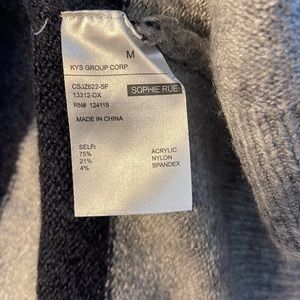 M
KYS GROUP CORP.
CSJZ622-SF
13312-DX
SOPHIE RUE
RN# 124115
MADE IN CHINA
SELF:
75% ACRYLIC
21% NYLON
4% SPANDEX